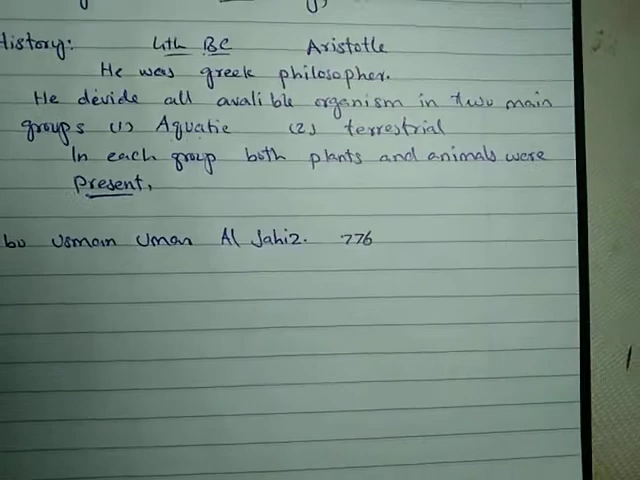 History: 4th BC Aristotle
He was greek philosopher.
He devide all avalible organism in two main
groups (1) Aquatic (2) terrestrial
In each group both plants and animals were
Present,
bu Usman Umar Al Jahiz. 776